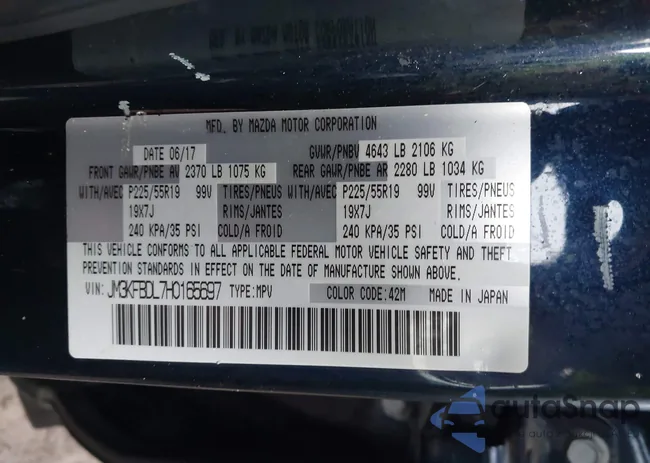 MFD. BY MAZDA MOTOR CORPORATION
DATE 06/17 GVWR/PNBV 4643 LB 2106 KG
FRONT GAWR/PNBE AV 2370 LB 1075 KG REAR GAWR/PNBE AR 2280 LB 1034 KG
WITH/AVEC P225/55R19 99V TIRES/PNEUS WITH/AVEC P225/55R19 99V TIRES/PNEUS
19X7J RIMS/JANTES 19X7J RIMS/JANTES
240 KPA/35 PSI COLD/A FROID 240 KPA/35 PSI COLD/A FROID
THIS VEHICLE CONFORMS TO ALL APPLICABLE FEDERAL MOTOR VEHICLE SAFETY AND THEFT
PREVENTION STANDARDS IN EFFECT ON THE DATE OF MANUFACTURE SHOWN ABOVE.
VIN: JM3KFBDL7H0165697 TYPE:MPV COLOR CODE:42M MADE IN JAPAN
autoSnap